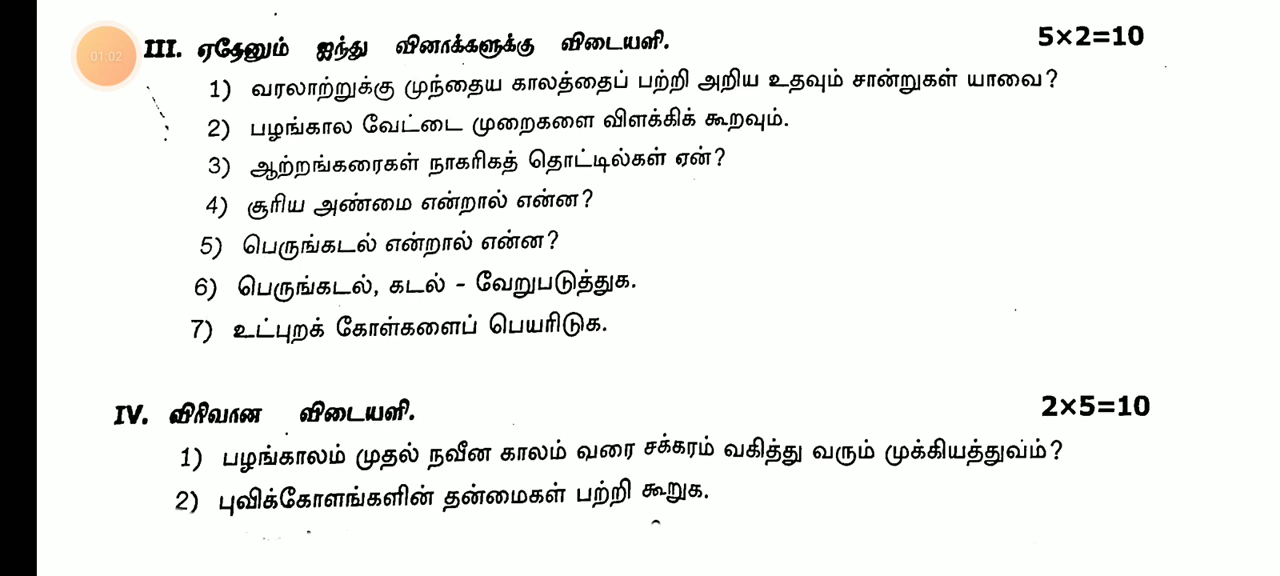 01:02
III. ஏதேனும் ஐந்து வினாக்களுக்கு விடையளி. 5×2=10
1) வரலாற்றுக்கு முந்தைய காலத்தைப் பற்றி அறிய உதவும் சான்றுகள் யாவை?
2) பழங்கால வேட்டை முறைகளை விளக்கிக் கூறவும்.
3) ஆற்றங்கரைகள் நாகரிகத் தொட்டில்கள் ஏன்?
4) சூரிய அண்மை என்றால் என்ன?
5) பெருங்கடல் என்றால் என்ன?
6) பெருங்கடல், கடல் - வேறுபடுத்துக.
7) உட்புறக் கோள்களைப் பெயரிடுக.
IV. விரிவான விடையளி. 2×5=10
1) பழங்காலம் முதல் நவீன காலம் வரை சக்கரம் வகித்து வரும் முக்கியத்துவம்?
2) புவிக்கோளங்களின் தன்மைகள் பற்றி கூறுக.